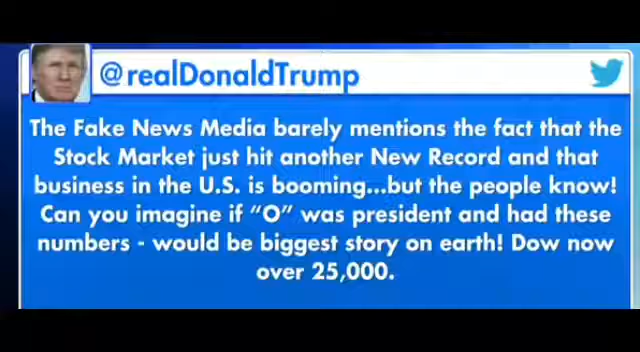 @realDonaldTrump
The Fake News Media barely mentions the fact that the
Stock Market just hit another New Record and that
business in the U.S. is booming...but the people know!
Can you imagine if “O” was president and had these
numbers - would be biggest story on earth! Dow now
over 25,000.